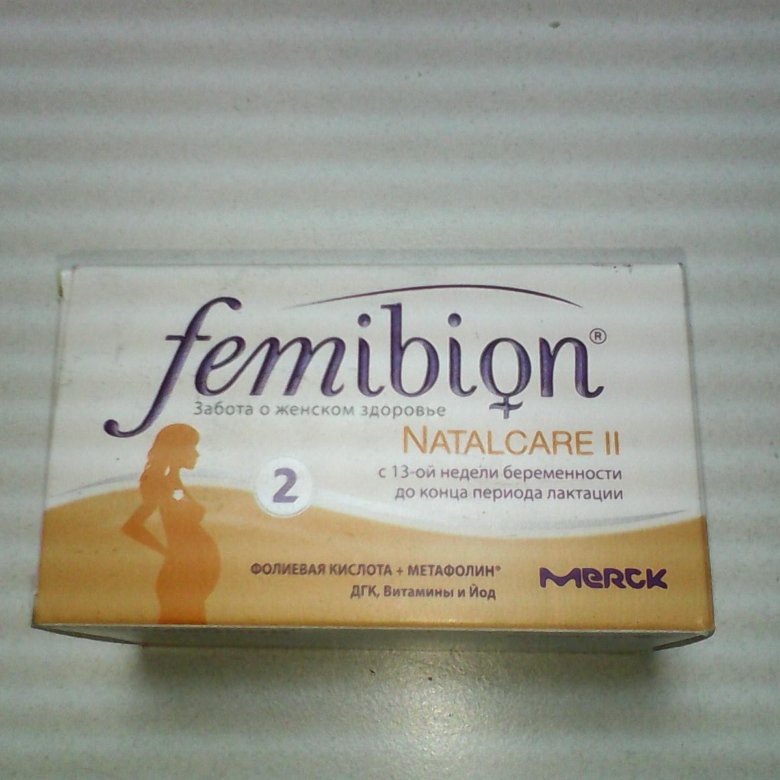 femibion®
Забота о женском здоровье
NATALCARE II
с 13-ой недели беременности
до конца периода лактации
2
ФОЛИЕВАЯ КИСЛОТА + МЕТАФОЛИН®
ДГК, Витамины и Йод
MERCK